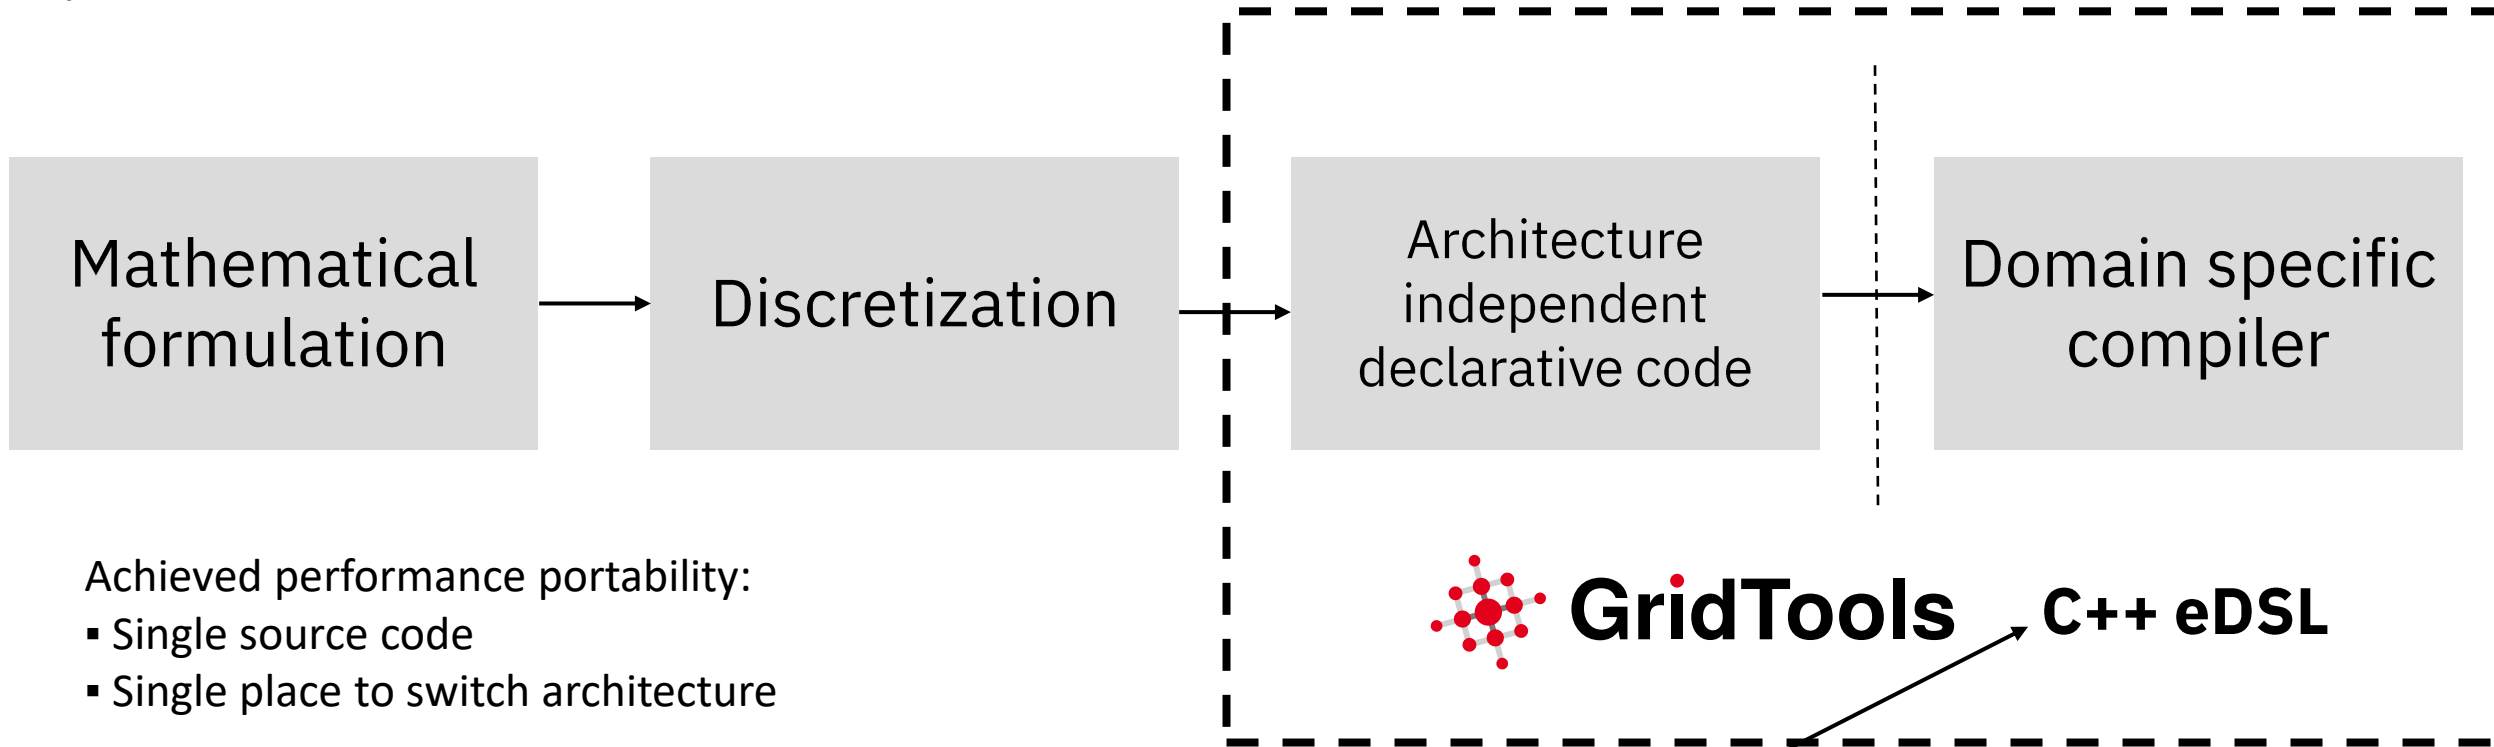 Mathematical
formulation
Discretization
Architecture
independent
declarative code
Domain specific
compiler
Achieved performance portability:
▪ Single source code
▪ Single place to switch architecture
GridTools
C++ eDSL